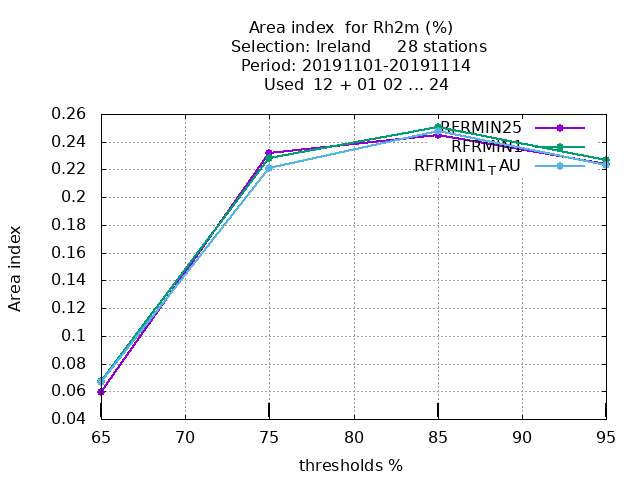 Area index  for Rh2m (%)
Selection: Ireland     28 stations
Period: 20191101-20191114
Used  12 + 01 02 ... 24
RFRMIN25
RFRMIN1
RFRMIN1TAU
0.26
0.24
0.22
0.2
0.18
0.16
0.14
0.12
0.1
0.08
0.06
0.04
Area index
65 70 75 80 85 90 95
thresholds %